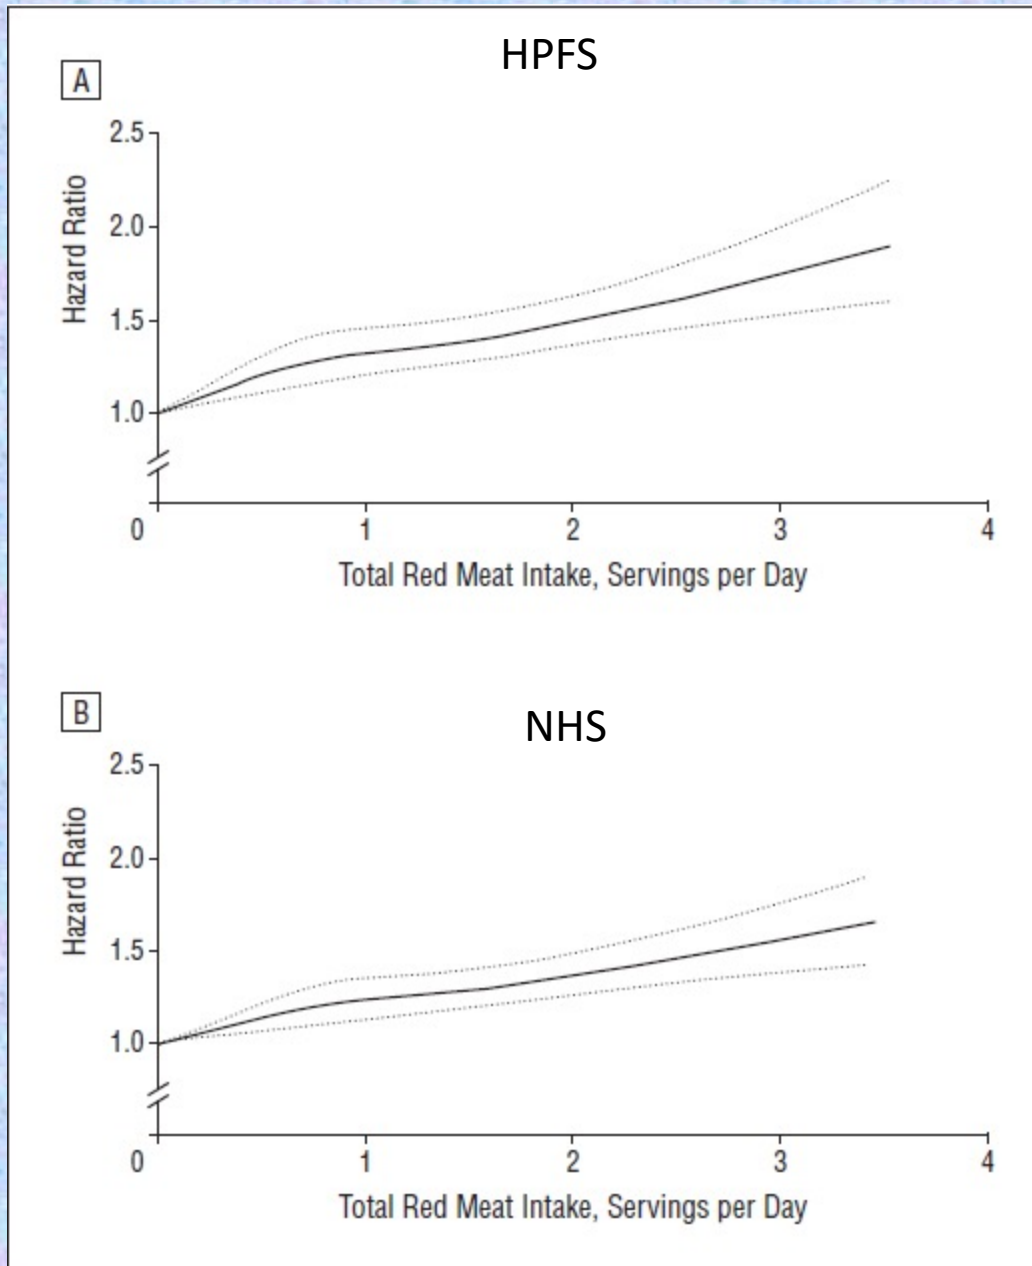 HPFS
A
2.5
2.0
1.5
1.0
Hazard Ratio
0 1 2 3 4
Total Red Meat Intake, Servings per Day
NHS
B
2.5
2.0
1.5
1.0
Hazard Ratio
0 1 2 3 4
Total Red Meat Intake, Servings per Day